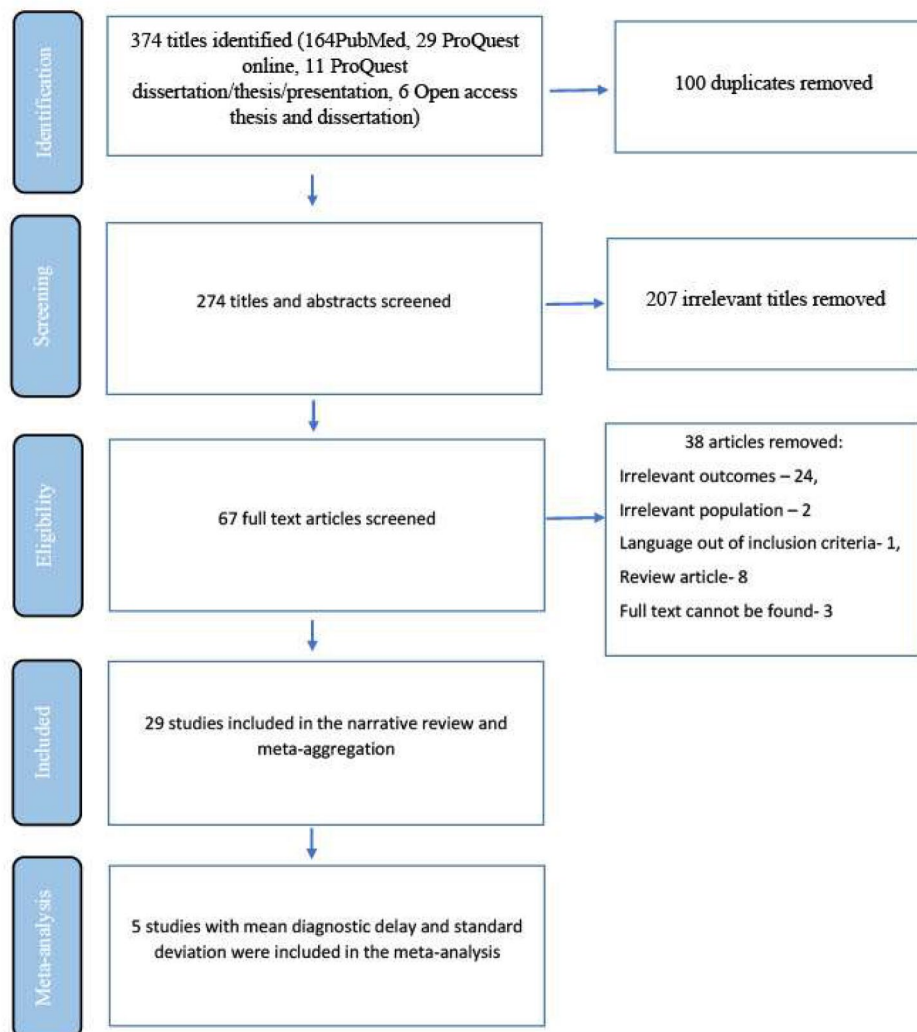 Identification
374 titles identified (164PubMed, 29 ProQuest
online, 11 ProQuest
dissertation/thesis/presentation, 6 Open access
thesis and dissertation)
100 duplicates removed
Screening
274 titles and abstracts screened
207 irrelevant titles removed
Eligibility
67 full text articles screened
38 articles removed:
Irrelevant outcomes – 24,
Irrelevant population – 2
Language out of inclusion criteria- 1,
Review article- 8
Full text cannot be found- 3
Included
29 studies included in the narrative review and
meta-aggregation
Meta-analysis
5 studies with mean diagnostic delay and standard
deviation were included in the meta-analysis